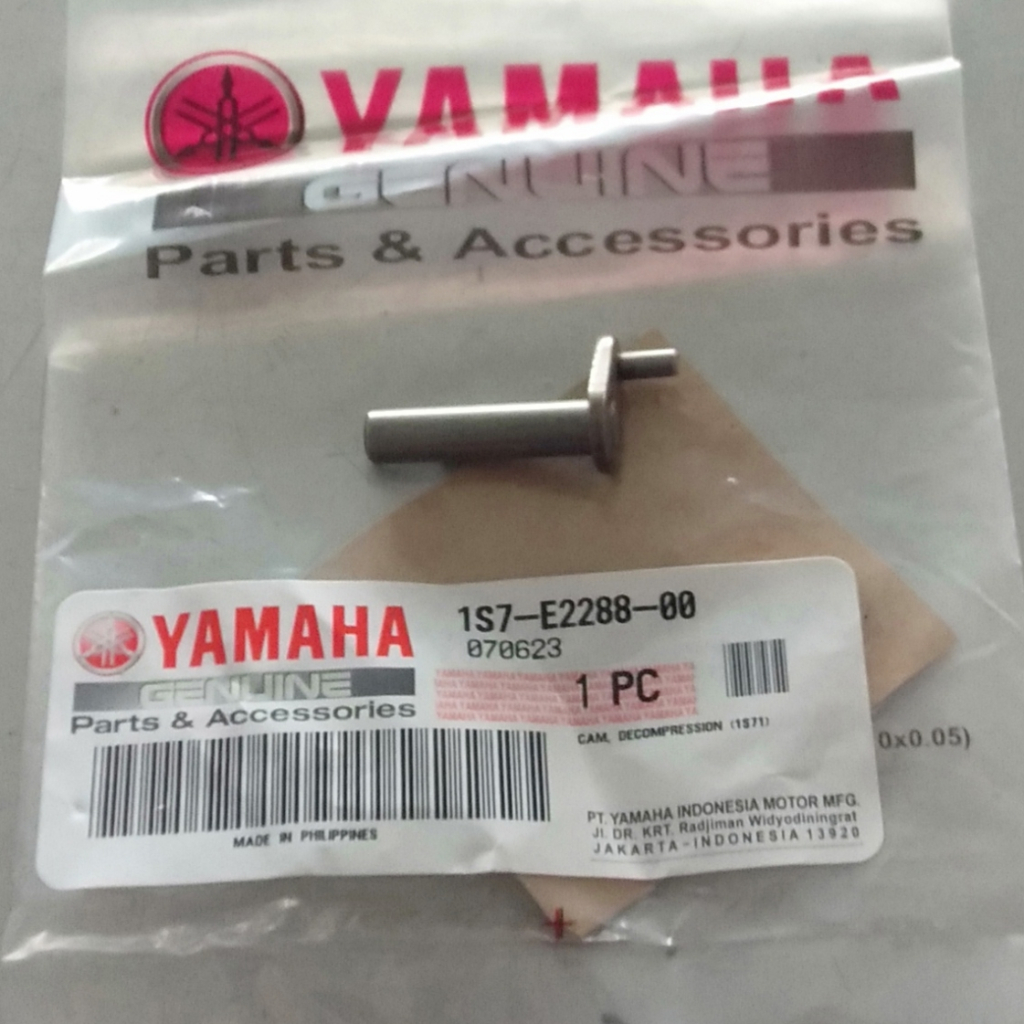 YAMAHA
GENUINE
Parts & Accessories
YAMAHA
GENUINE
Parts & Accessories
1S7-E2288-00
070623
1 PC
CAM, DECOMPRESSION (1S71)
0x0.05)
MADE IN PHILIPPINES
PT. YAMAHA INDONESIA MOTOR MFG.
Jl. DR. KRT. Radjiman Widyodiningrat
JAKARTA-INDONESIA 13920